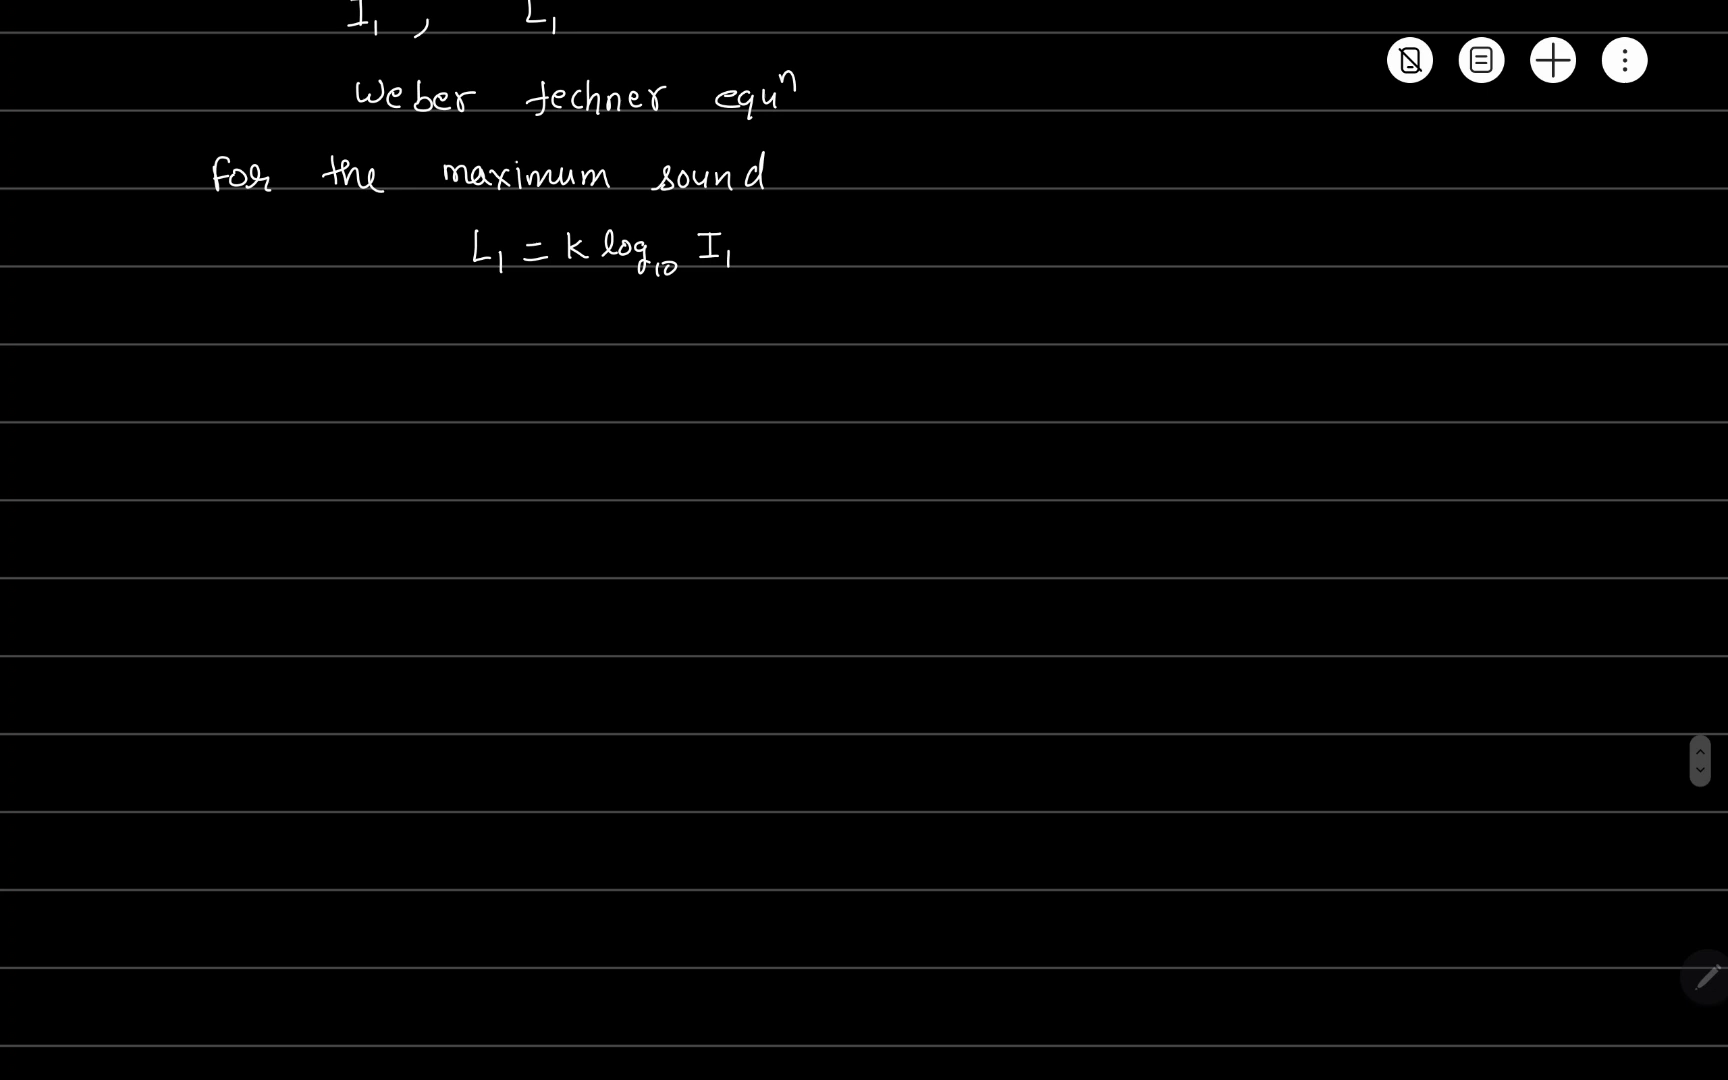 I₁ , L₁
Weber fechner equⁿ
for the maximum sound
L₁ = k log₁₀ I₁